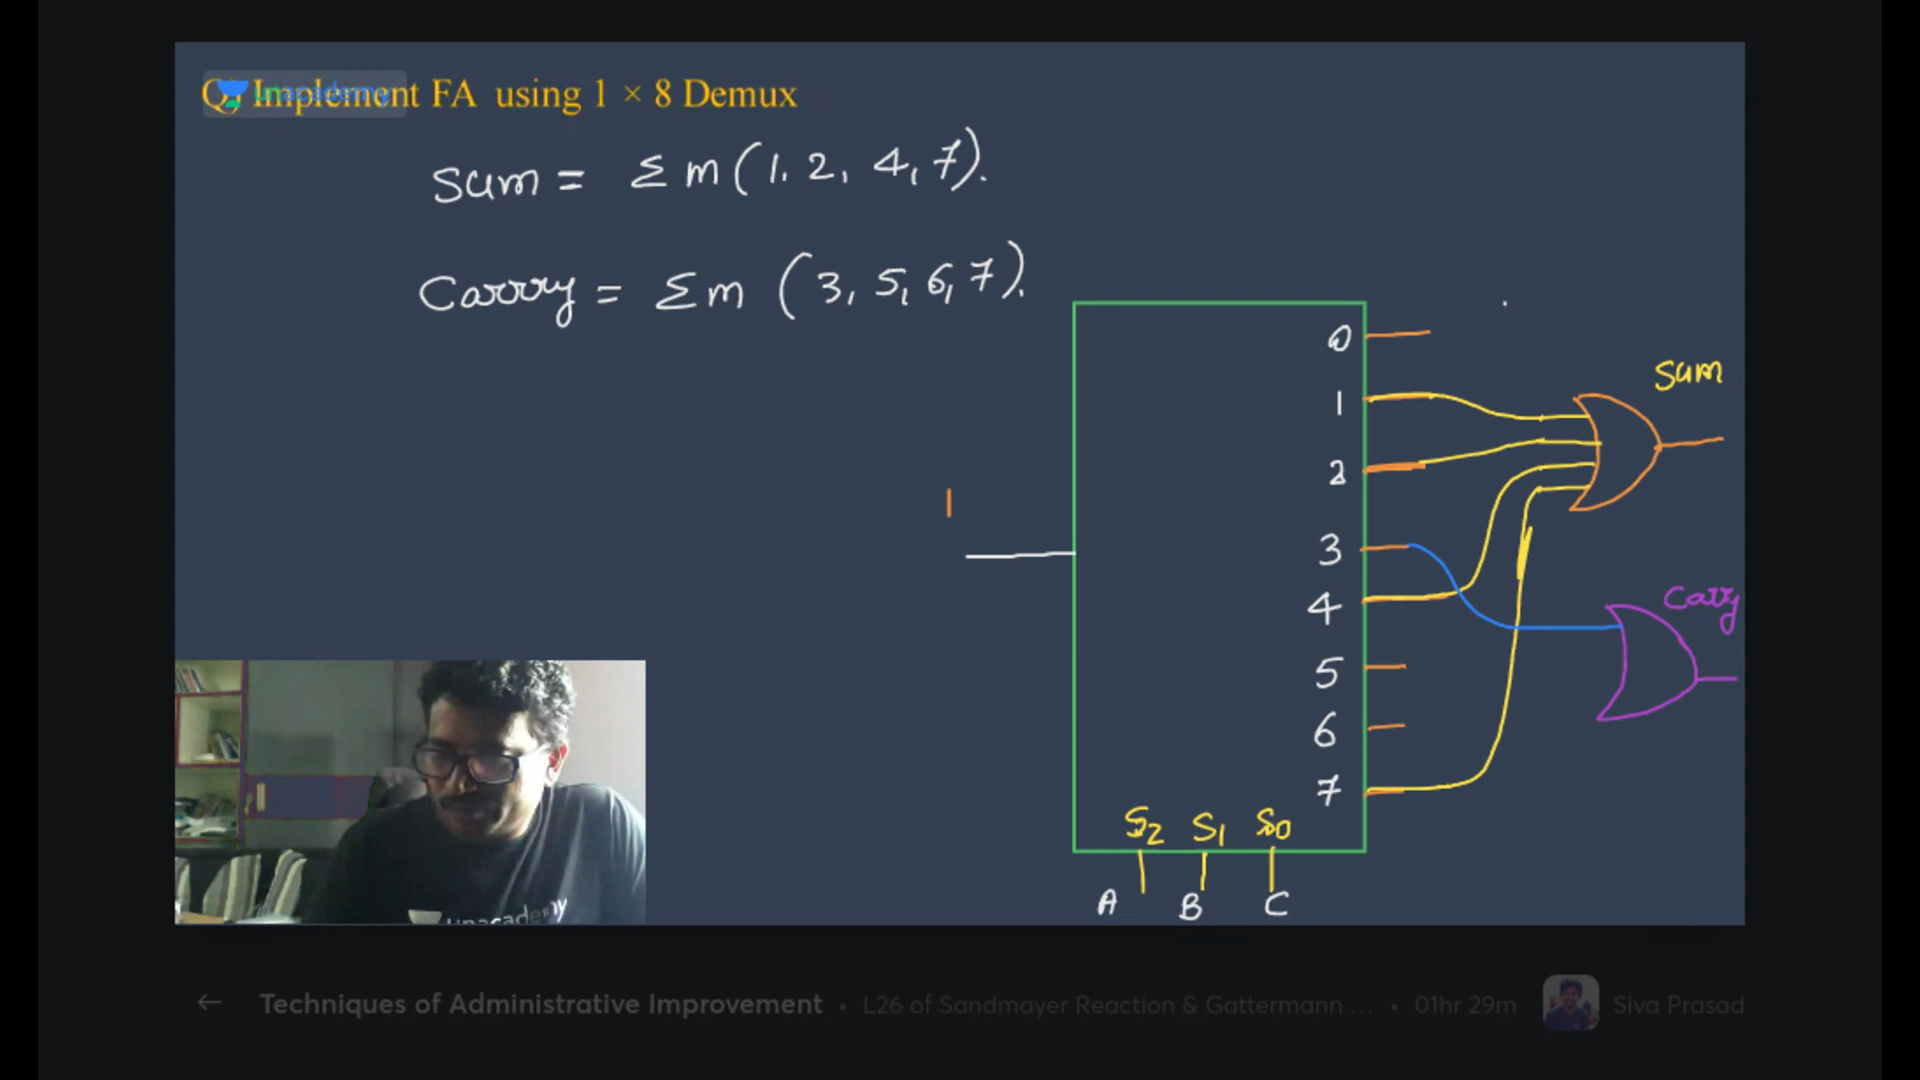 Q) Implement FA using 1 × 8 Demux
unacademy
Sum = Σ m (1, 2, 4, 7).
Carry = Σ m (3, 5, 6, 7).
0
1
2
3
4
5
6
7
Sum
Carry
1
S2 S1 S0
A B C
unacademy
← Techniques of Administrative Improvement • L26 of Sandmayer Reaction & Gattermann ... • 01hr 29m Siva Prasad